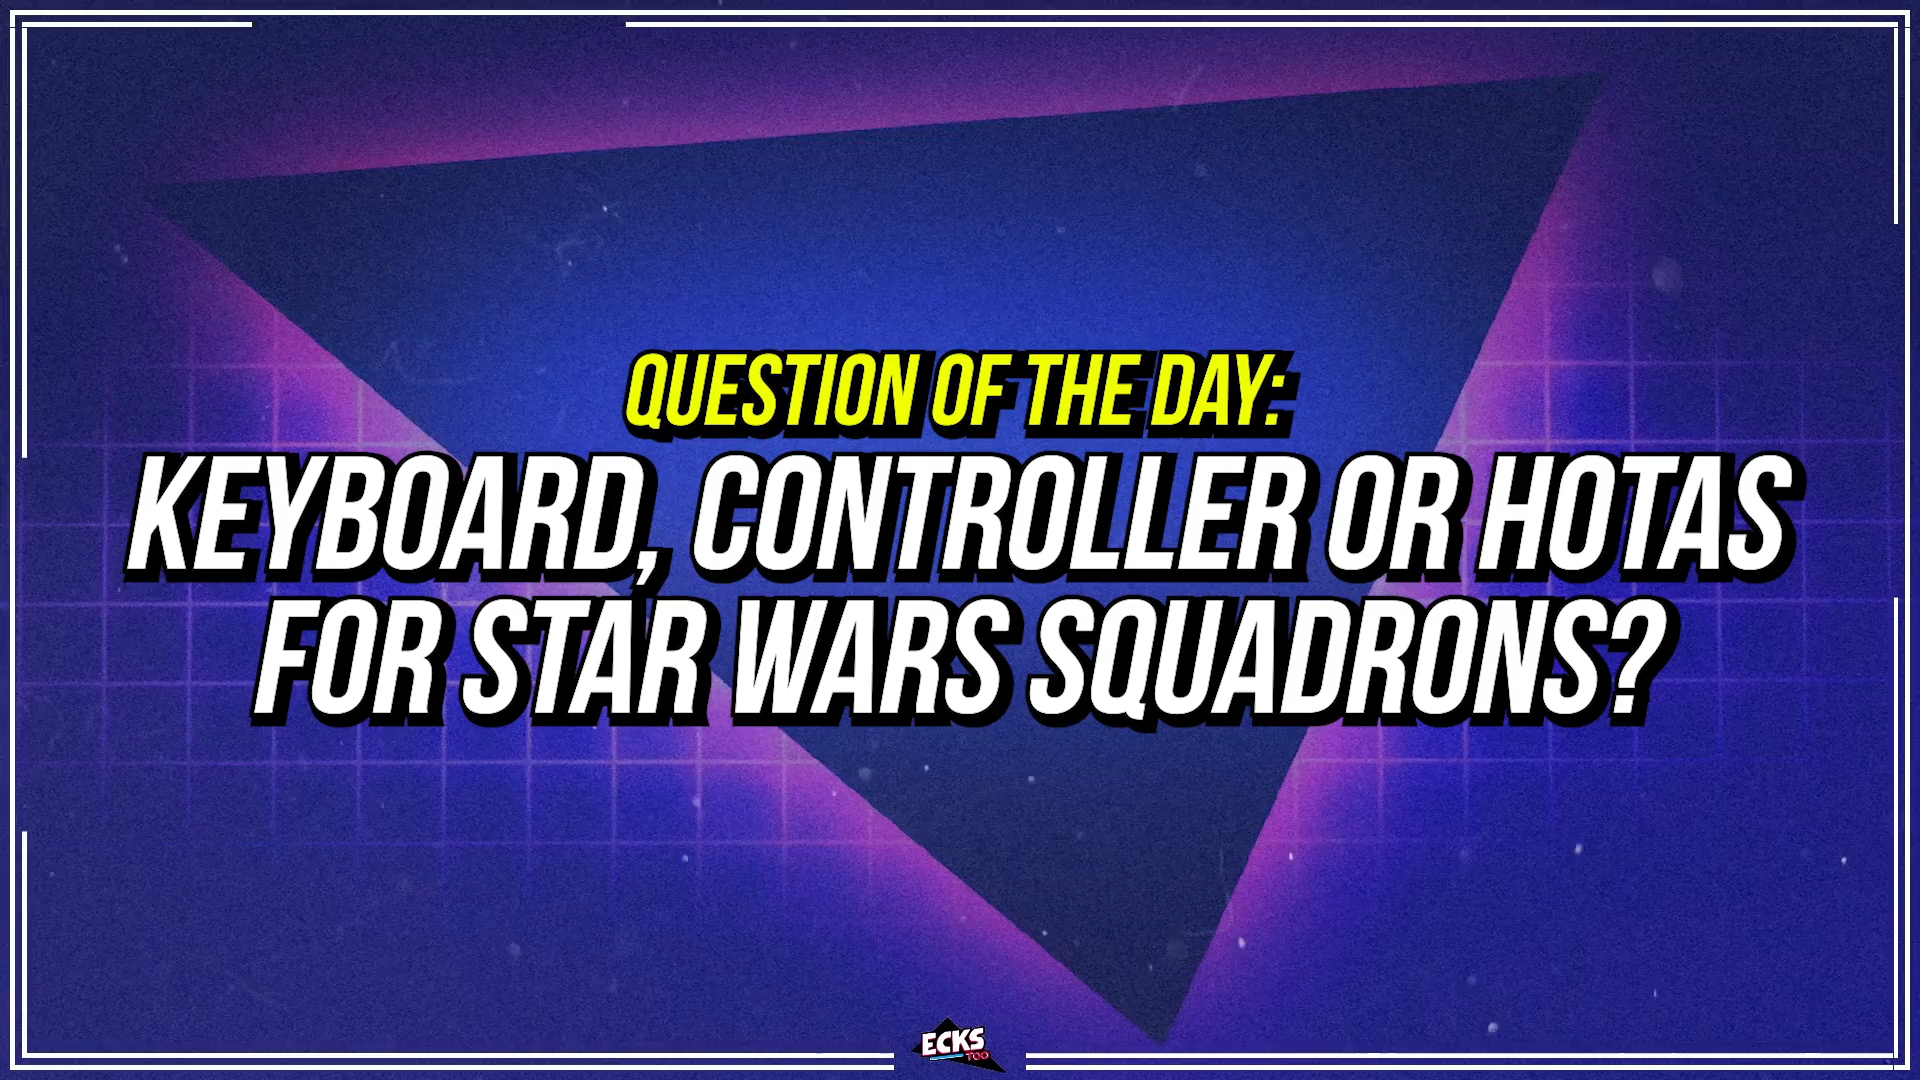 QUESTION OF THE DAY:
KEYBOARD, CONTROLLER OR HOTAS
FOR STAR WARS SQUADRONS?
ECKS
TOO